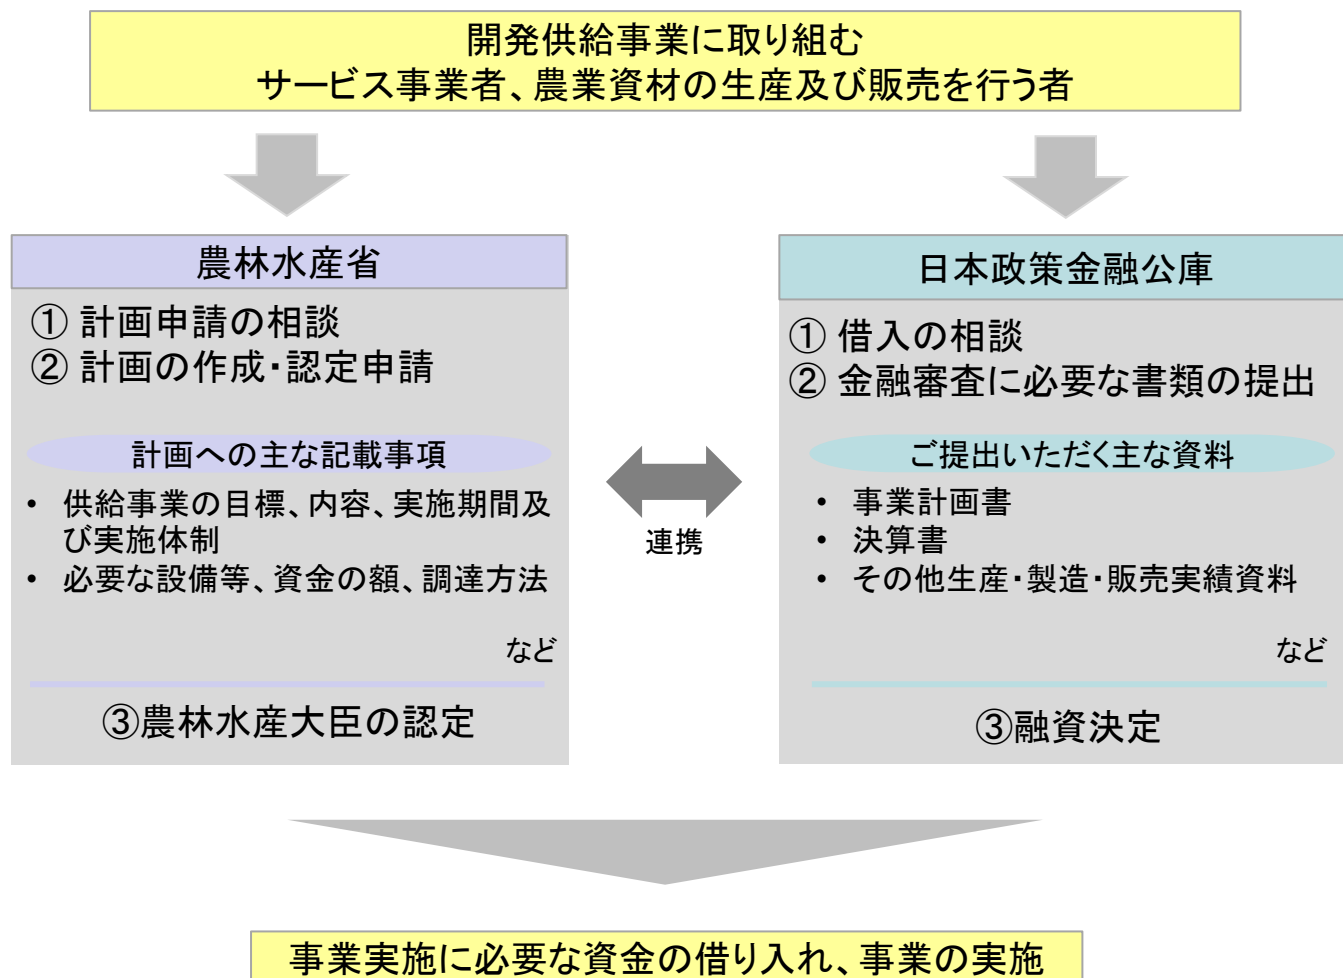 開発供給事業に取り組む
サービス事業者、農業資材の生産及び販売を行う者
農林水産省
① 計画申請の相談
② 計画の作成・認定申請
計画への主な記載事項
• 供給事業の目標、内容、実施期間及
び実施体制
• 必要な設備等、資金の額、調達方法
など
③農林水産大臣の認定
連携
日本政策金融公庫
① 借入の相談
② 金融審査に必要な書類の提出
ご提出いただく主な資料
• 事業計画書
• 決算書
• その他生産・製造・販売実績資料
など
③融資決定
事業実施に必要な資金の借り入れ、事業の実施